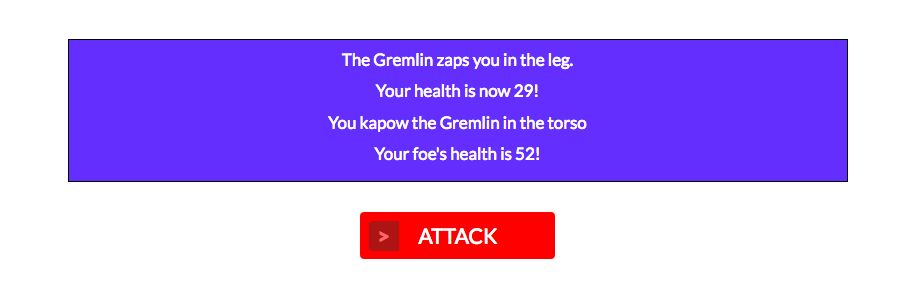 The Gremlin zaps you in the leg.
Your health is now 29!
You kapow the Gremlin in the torso
Your foe's health is 52!
> ATTACK